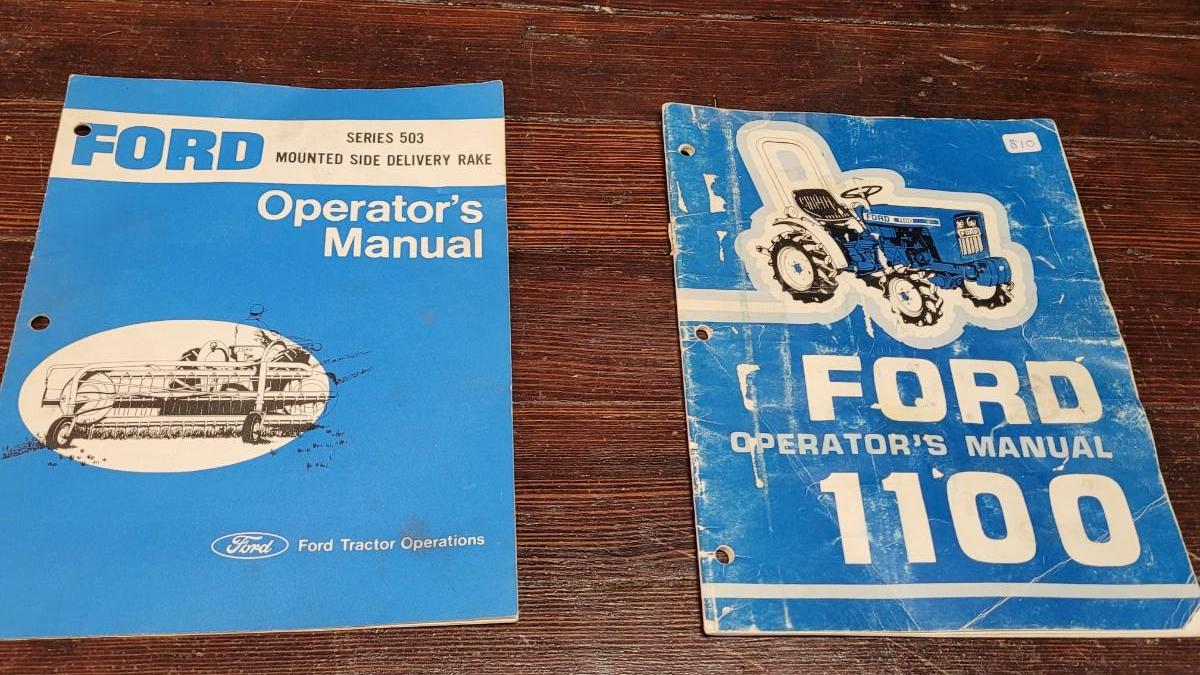 FORD
SERIES 503
MOUNTED SIDE DELIVERY RAKE
Operator's
Manual
Ford
Ford Tractor Operations
$10
FORD 1100
FORD
FORD
OPERATOR'S MANUAL
1100